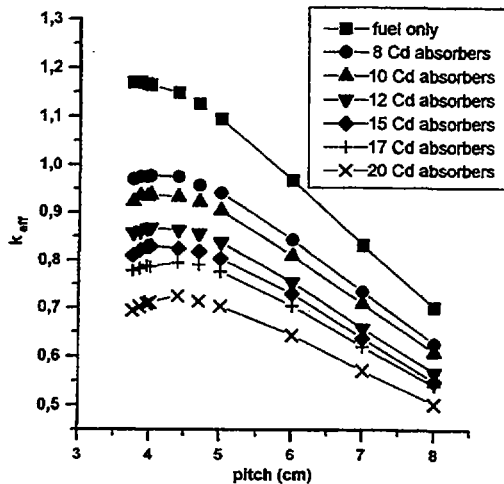 fuel only
8 Cd absorbers
10 Cd absorbers
12 Cd absorbers
15 Cd absorbers
17 Cd absorbers
20 Cd absorbers
1,3
1,2
1,1
1,0
0,9
0,8
0,7
0,6
0,5
k eff
3 4 5 6 7 8
pitch (cm)